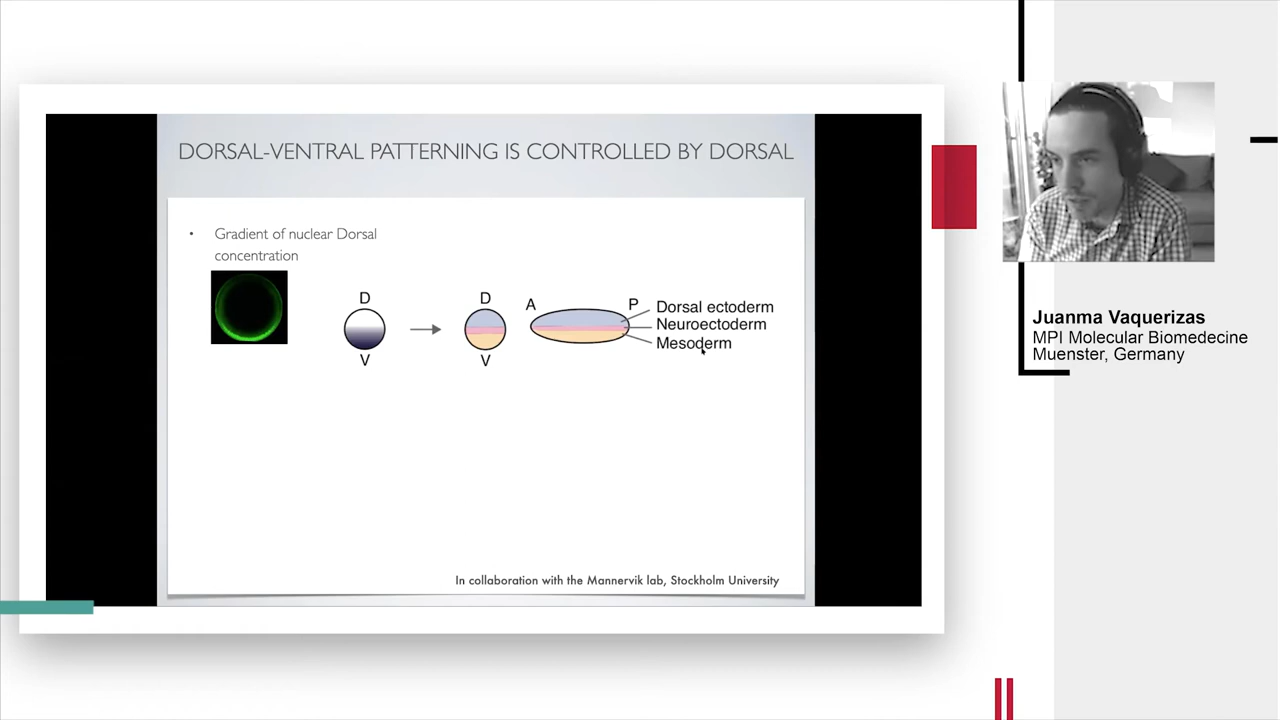 DORSAL-VENTRAL PATTERNING IS CONTROLLED BY DORSAL
• Gradient of nuclear Dorsal
concentration
D
V
D
V
A
P
Dorsal ectoderm
Neuroectoderm
Mesoderm
In collaboration with the Mannervik lab, Stockholm University
Juanma Vaquerizas
MPI Molecular Biomedecine
Muenster, Germany